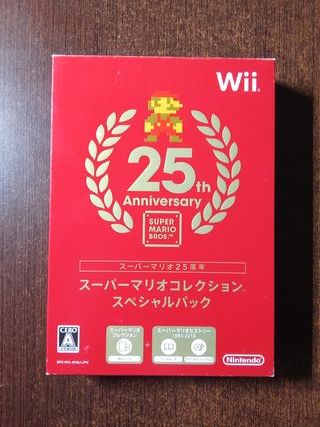 Wii
25th
Anniversary
SUPER
MARIO
BROS.™
スーパーマリオ25周年
スーパーマリオコレクション
スペシャルパック
CERO
A
スーパーマリオ
コレクション
+
スーパーマリオヒストリー
1985-2010
Nintendo